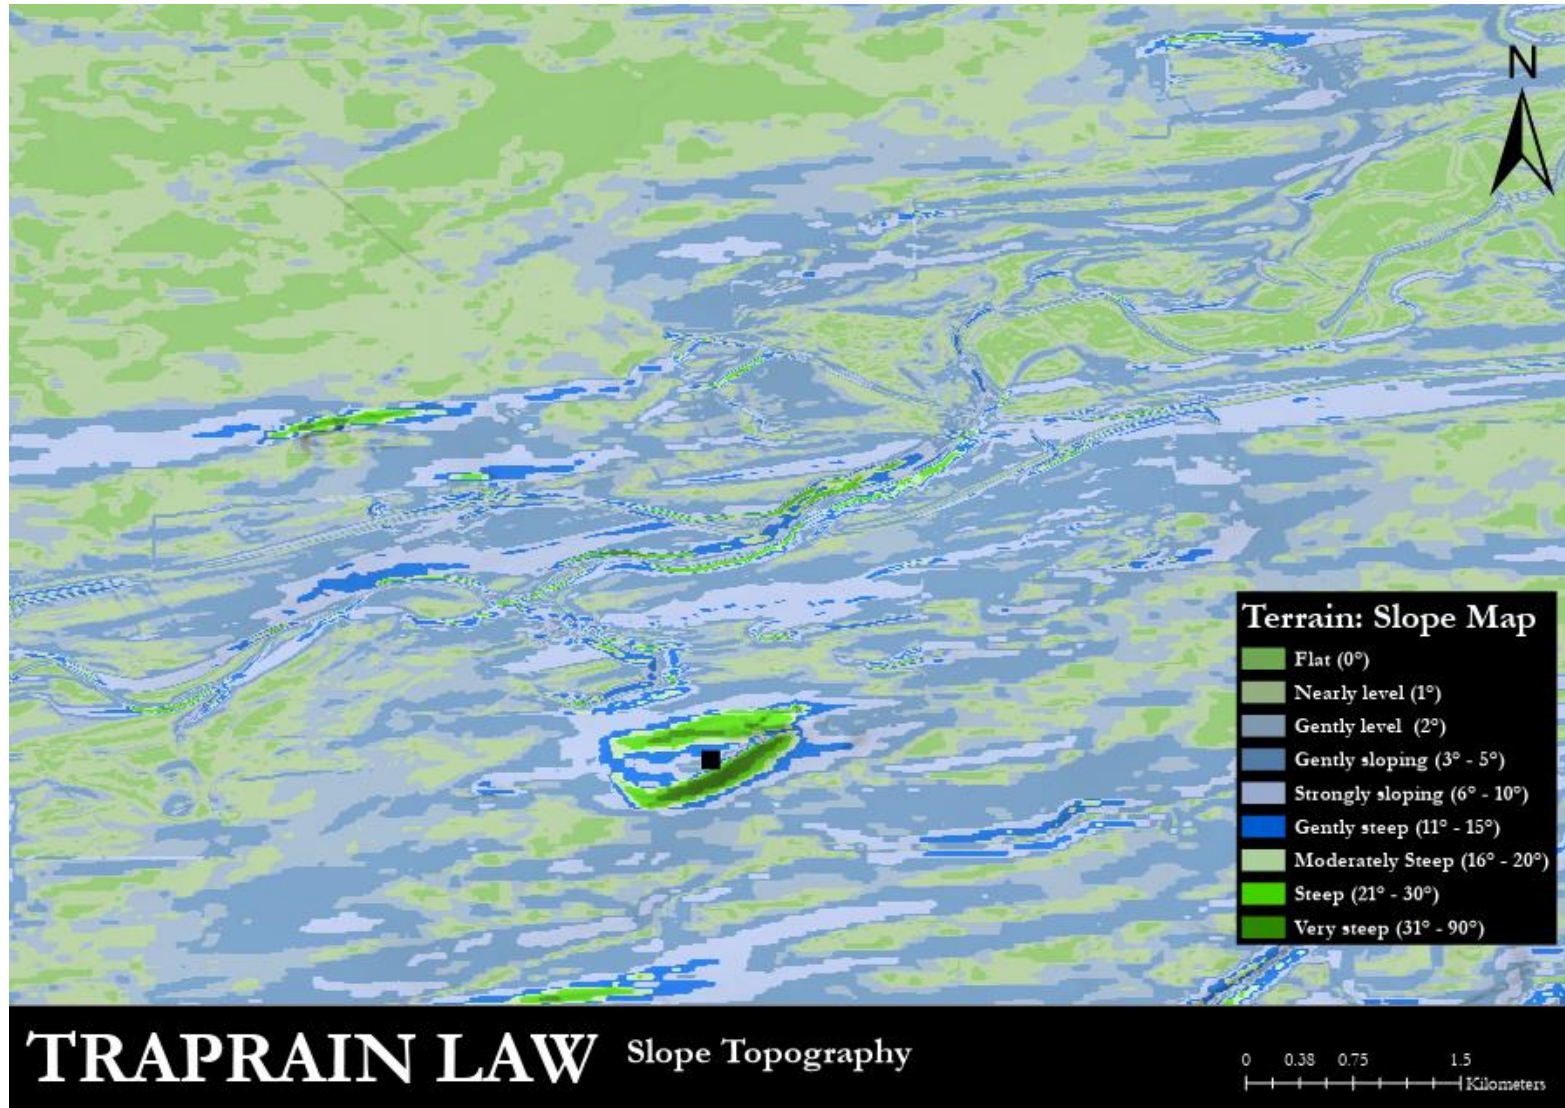 N
Terrain: Slope Map
Flat (0°)
Nearly level (1°)
Gently level (2°)
Gently sloping (3° - 5°)
Strongly sloping (6° - 10°)
Gently steep (11° - 15°)
Moderately Steep (16° - 20°)
Steep (21° - 30°)
Very steep (31° - 90°)
TRAPRAIN LAW Slope Topography
0 0.38 0.75 1.5
Kilometers